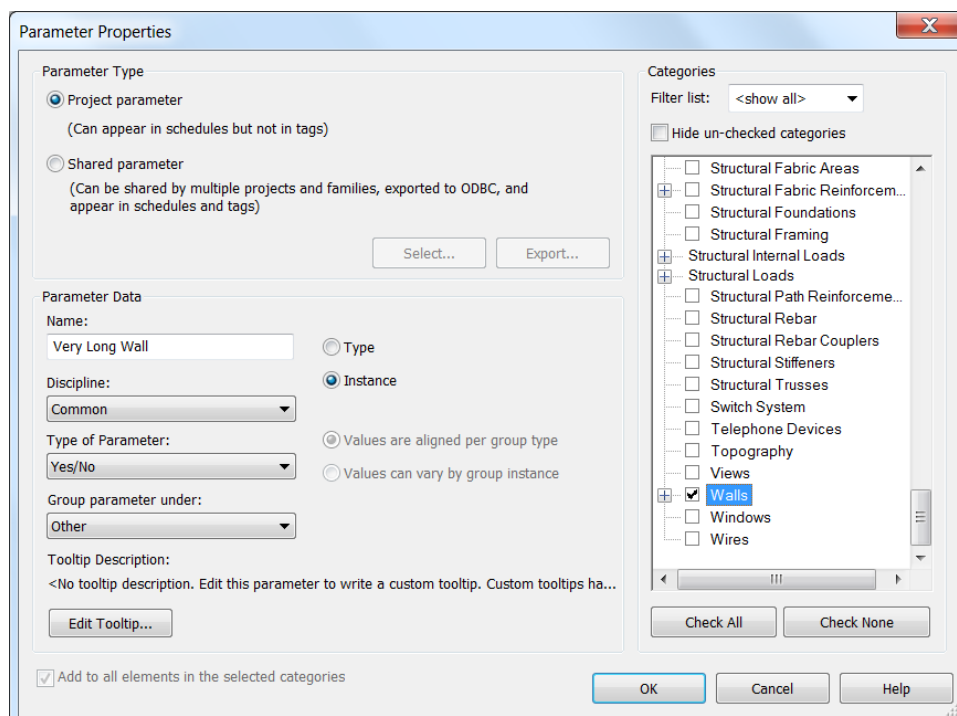 Parameter Properties
Parameter Type
Project parameter
(Can appear in schedules but not in tags)
Shared parameter
(Can be shared by multiple projects and families, exported to ODBC, and
appear in schedules and tags)
Select...
Export...
Parameter Data
Name:
Very Long Wall
Type
Instance
Discipline:
Common
Type of Parameter:
Yes/No
Values are aligned per group type
Values can vary by group instance
Group parameter under:
Other
Tooltip Description:
<No tooltip description. Edit this parameter to write a custom tooltip. Custom tooltips ha...
Edit Tooltip...
Add to all elements in the selected categories
Categories
Filter list:
<show all>
Hide un-checked categories
Structural Fabric Areas
Structural Fabric Reinforcem...
Structural Foundations
Structural Framing
Structural Internal Loads
Structural Loads
Structural Path Reinforceme...
Structural Rebar
Structural Rebar Couplers
Structural Stiffeners
Structural Trusses
Switch System
Telephone Devices
Topography
Views
Walls
Windows
Wires
Check All
Check None
OK
Cancel
Help